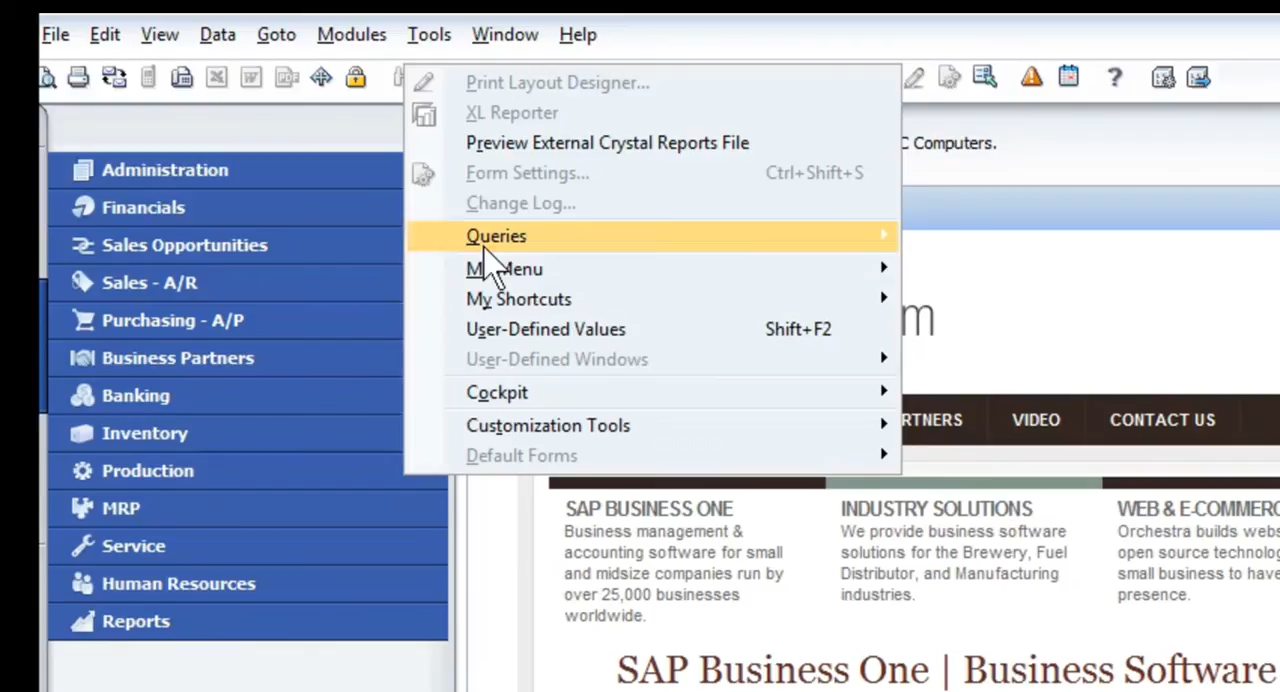 File Edit View Data Goto Modules Tools Window Help
Print Layout Designer...
XL Reporter
Preview External Crystal Reports File
Form Settings... Ctrl+Shift+S
Change Log...
Queries
Menu
My Shortcuts
User-Defined Values Shift+F2
User-Defined Windows
Cockpit
Customization Tools
Default Forms
Administration
Financials
Sales Opportunities
Sales - A/R
Purchasing - A/P
Business Partners
Banking
Inventory
Production
MRP
Service
Human Resources
Reports
C Computers.
m
RTNERS VIDEO CONTACT US
SAP BUSINESS ONE
Business management &
accounting software for small
and midsize companies run by
over 25,000 businesses
worldwide.
INDUSTRY SOLUTIONS
We provide business software
solutions for the Brewery, Fuel
Distributor, and Manufacturing
industries.
WEB & E-COMMERC
Orchestra builds webs
open source technolog
small business to have
presence.
SAP Business One | Business Software